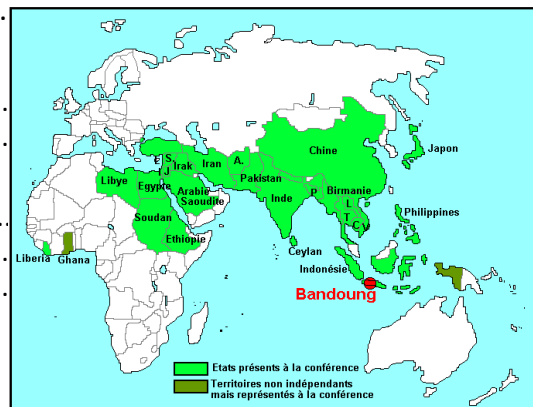 Chine
Japon
S.
Irak
Iran
A.
J
Libye
Egypte
Pakistan
Arabie
Saoudite
Inde
P
Birmanie
L
T
C
V
Soudan
Philippines
Ethiopie
Ceylan
Liberia
Ghana
Indonésie
Bandoung
Etats présents à la conférence
Territoires non indépendants
mais représentés à la conférence